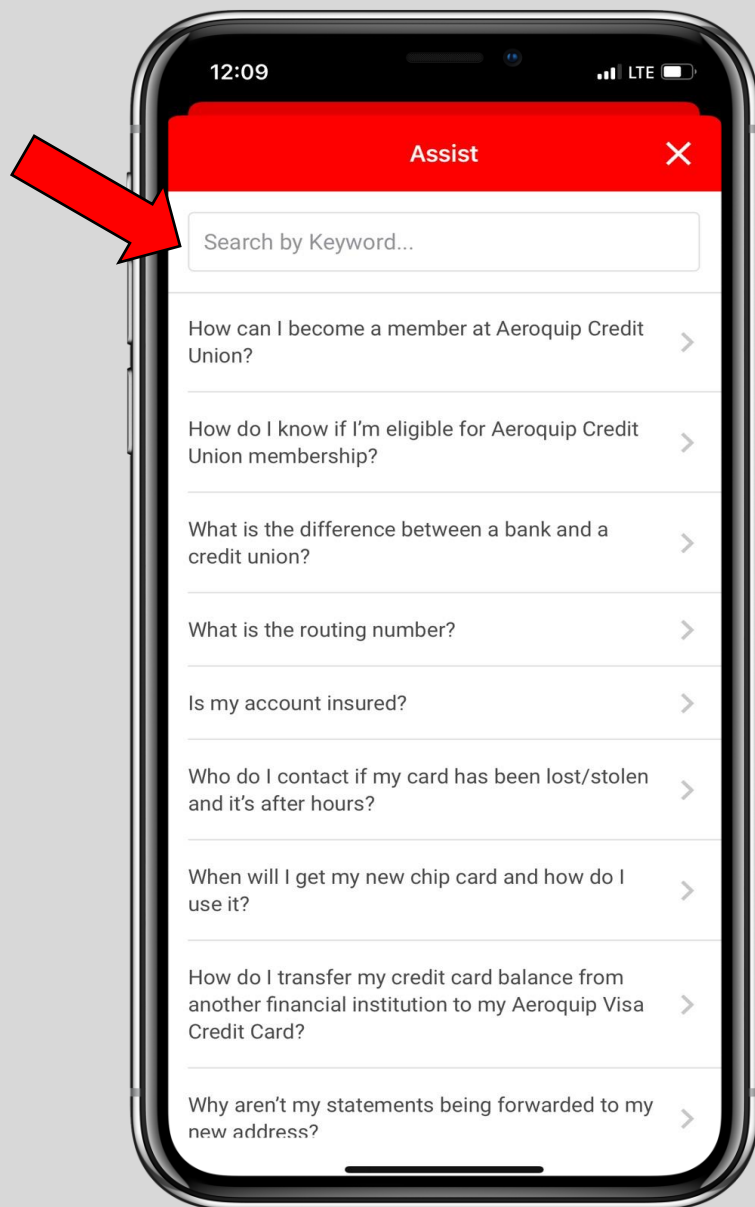 12:09
LTE
Assist
Search by Keyword...
How can I become a member at Aeroquip Credit
Union?
How do I know if I’m eligible for Aeroquip Credit
Union membership?
What is the difference between a bank and a
credit union?
What is the routing number?
Is my account insured?
Who do I contact if my card has been lost/stolen
and it’s after hours?
When will I get my new chip card and how do I
use it?
How do I transfer my credit card balance from
another financial institution to my Aeroquip Visa
Credit Card?
Why aren’t my statements being forwarded to my
new address?